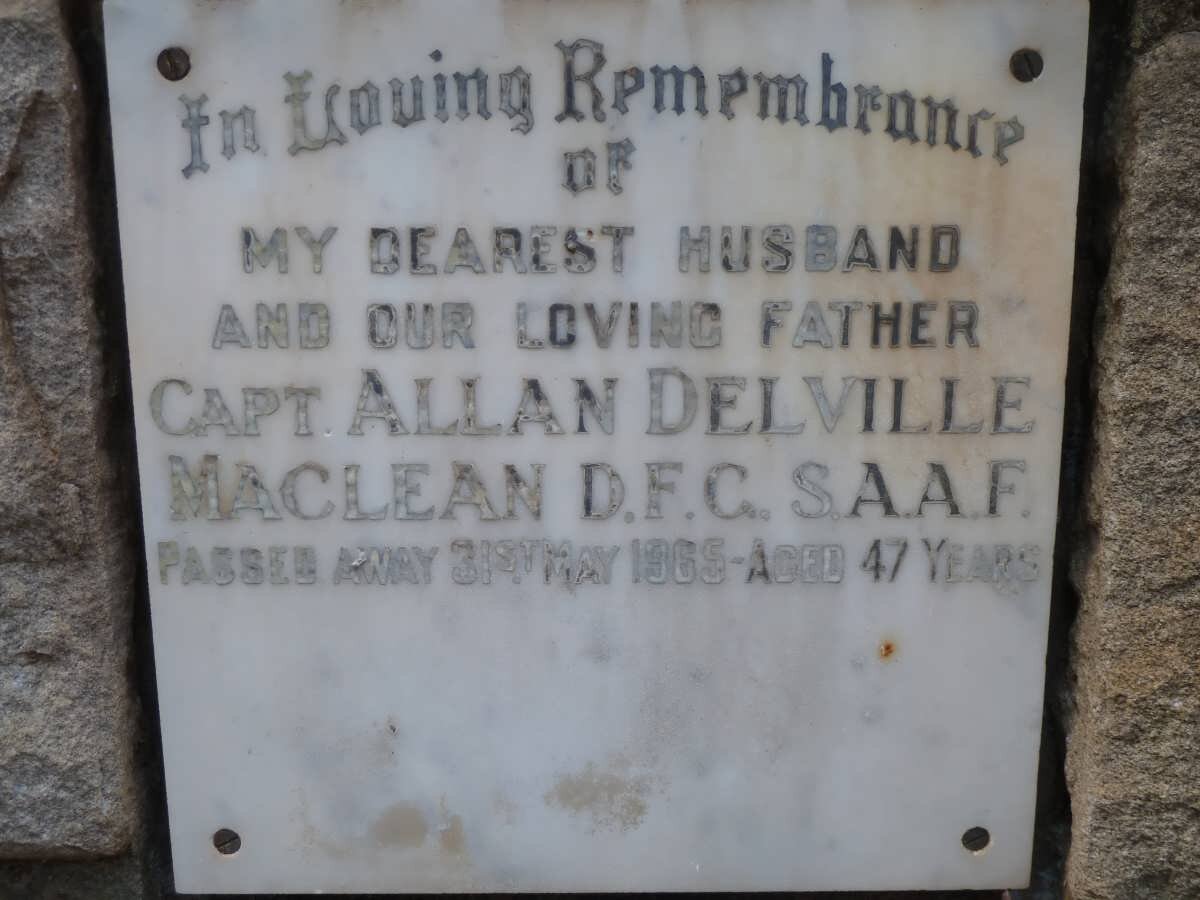 In Loving Remembrance
of
MY DEAREST HUSBAND
AND OUR LOVING FATHER
CAPT. ALLAN DELVILLE
MACLEAN D.F.C., S.A.A.F.
PASSED AWAY 31ST MAY 1965 - AGED 47 YEARS